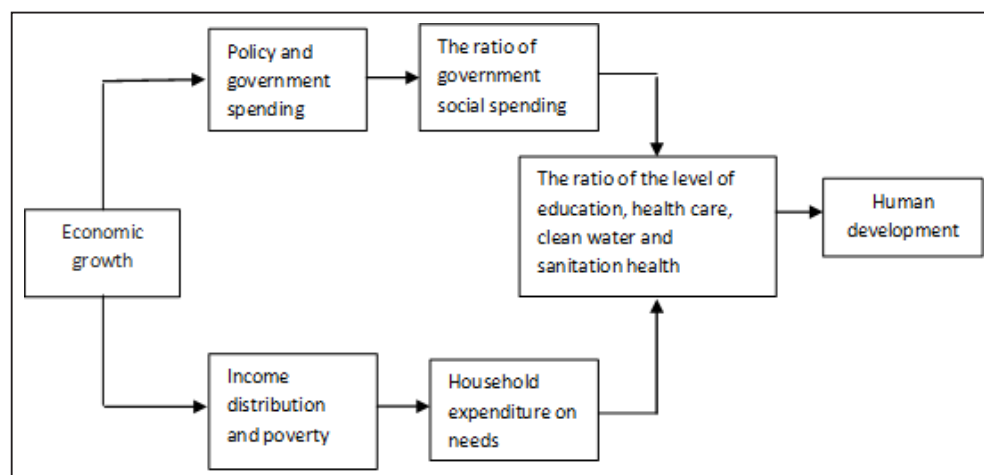 Policy and
government
spending
The ratio of
government
social spending
The ratio of the level of
education, health care,
clean water and
sanitation health
Human
development
Economic
growth
Income
distribution
and poverty
Household
expenditure on
needs